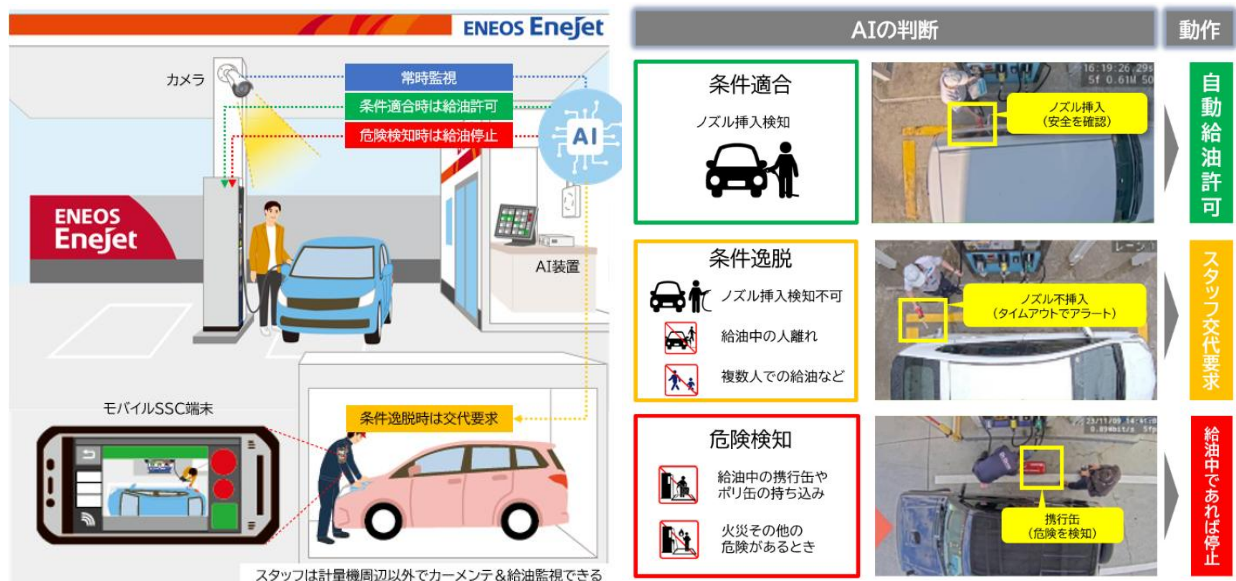 ENEOS Enejet
カメラ
常時監視
条件適合時は給油許可
危険検知時は給油停止
AI
ENEOS
Enejet
AI装置
モバイルSSC端末
条件逸脱時は交代要求
スタッフは計量機周辺以外でカーメンテ&給油監視できる
AIの判断
動作
条件適合
ノズル挿入検知
16:19:26.29s
5f 0.61M 50
ノズル挿入
(安全を確認)
自動給油許可
条件逸脱
ノズル挿入検知不可
給油中の人離れ
複数人での給油など
レーン
ノズル不挿入
(タイムアウトでアラート)
スタッフ交代要求
危険検知
給油中の携行缶や
ポリ缶の持ち込み
火災その他の
危険があるとき
携行缶
(危険を検知)
給油中であれば停止